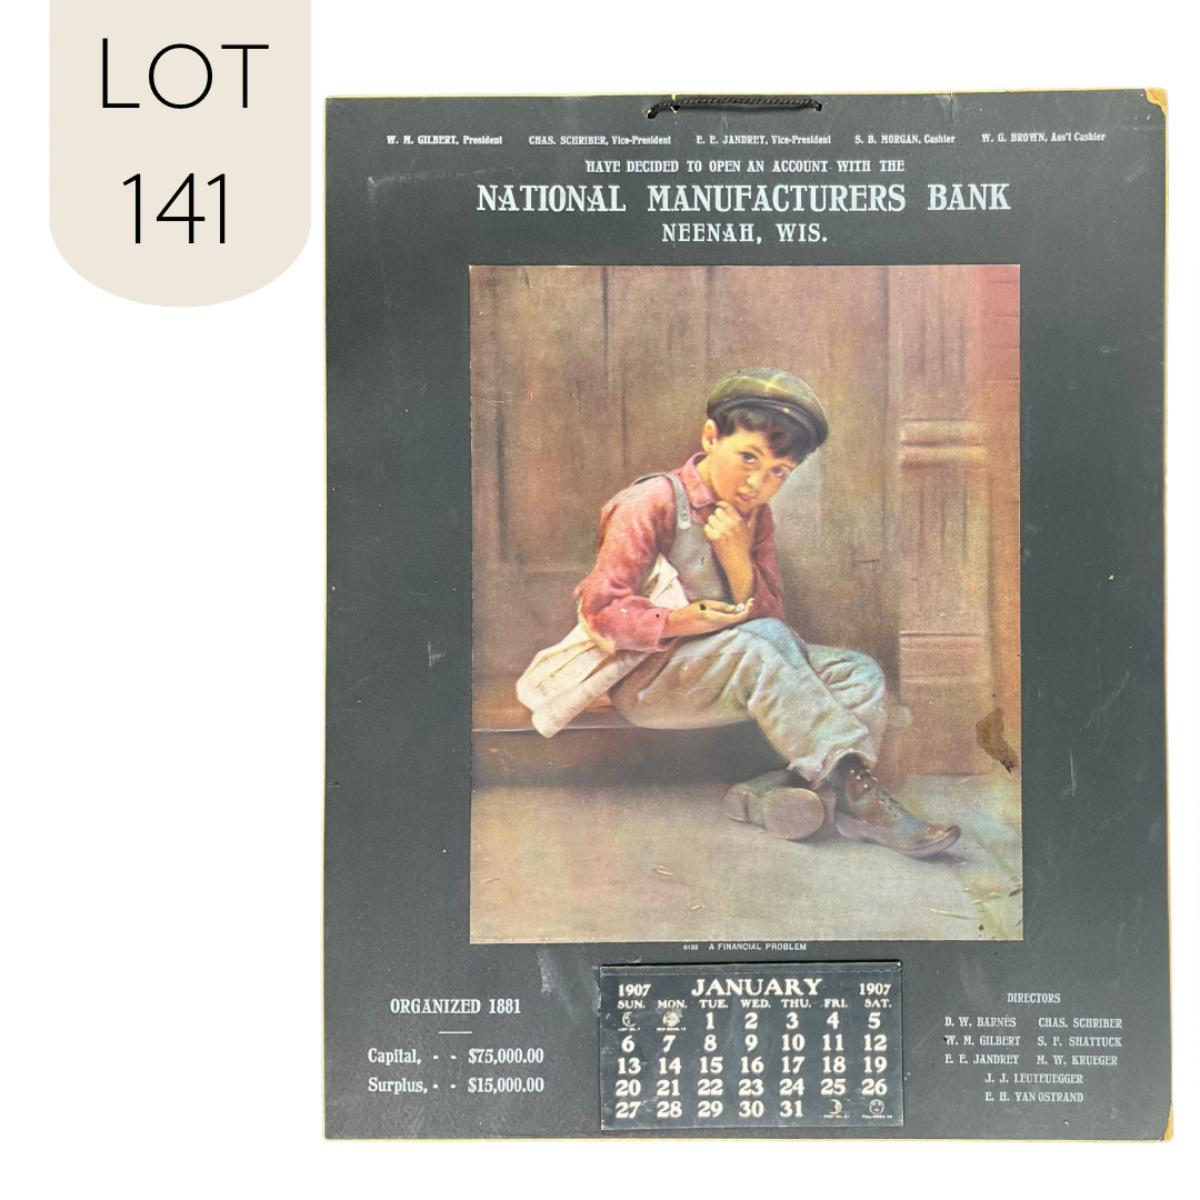 LOT
141
W. M. GILBERT, President CHAS. SCHRIBER, Vice-President E. E. JANDREY, Vice-President S. B. MORGAN, Cashier W. G. BROWN, Ass't Cashier
HAVE DECIDED TO OPEN AN ACCOUNT WITH THE
NATIONAL MANUFACTURERS BANK
NEENAH, WIS.
6193 A FINANCIAL PROBLEM
ORGANIZED 1881
Capital, - - $75,000.00
Surplus, - - $15,000.00
1907 JANUARY 1907
SUN. MON. TUE. WED. THU. FRI. SAT.
1 2 3 4 5
6 7 8 9 10 11 12
13 14 15 16 17 18 19
20 21 22 23 24 25 26
27 28 29 30 31
DIRECTORS
D. W. BARNES CHAS. SCHRIBER
W. M. GILBERT S. F. SHATTUCK
E. E. JANDREY M. W. KRUEGER
J. J. LEUTEUEGGER
E. H. VAN OSTRAND